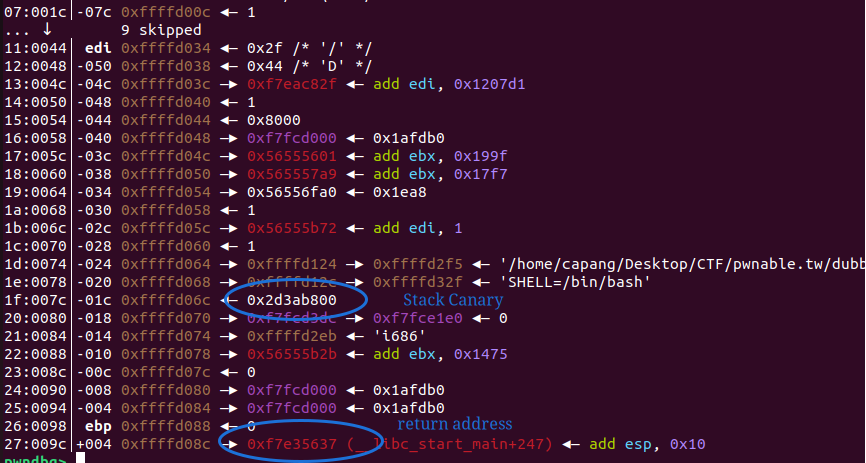 07:001c│-07c 0xffffd00c ◂— 1
... ↓ 9 skipped
11:0044│ edi 0xffffd034 ◂— 0x2f /* '/' */
12:0048│-050 0xffffd038 ◂— 0x44 /* 'D' */
13:004c│-04c 0xffffd03c —▸ 0xf7eac82f ◂— add edi, 0x1207d1
14:0050│-048 0xffffd040 ◂— 1
15:0054│-044 0xffffd044 ◂— 0x8000
16:0058│-040 0xffffd048 —▸ 0xf7fcd000 ◂— 0x1afdb0
17:005c│-03c 0xffffd04c —▸ 0x56555601 ◂— add ebx, 0x199f
18:0060│-038 0xffffd050 —▸ 0x565557a9 ◂— add ebx, 0x17f7
19:0064│-034 0xffffd054 —▸ 0x56556fa0 ◂— 0x1ea8
1a:0068│-030 0xffffd058 ◂— 1
1b:006c│-02c 0xffffd05c —▸ 0x56555b72 ◂— add edi, 1
1c:0070│-028 0xffffd060 ◂— 1
1d:0074│-024 0xffffd064 —▸ 0xffffd124 —▸ 0xffffd2f5 ◂— '/home/capang/Desktop/CTF/pwnable.tw/dubb
1e:0078│-020 0xffffd068 —▸ 0xffffd12c —▸ 0xffffd32f ◂— 'SHELL=/bin/bash'
1f:007c│-01c 0xffffd06c ◂— 0x2d3ab800 Stack Canary
20:0080│-018 0xffffd070 —▸ 0xf7fcd3dc —▸ 0xf7fce1e0 ◂— 0
21:0084│-014 0xffffd074 —▸ 0xffffd2eb ◂— 'i686'
22:0088│-010 0xffffd078 —▸ 0x56555b2b ◂— add ebx, 0x1475
23:008c│-00c 0xffffd07c ◂— 0
24:0090│-008 0xffffd080 —▸ 0xf7fcd000 ◂— 0x1afdb0
25:0094│-004 0xffffd084 —▸ 0xf7fcd000 ◂— 0x1afdb0
26:0098│ ebp 0xffffd088 ◂— 0 return address
27:009c│+004 0xffffd08c —▸ 0xf7e35637 (__libc_start_main+247) ◂— add esp, 0x10
pwndbg>